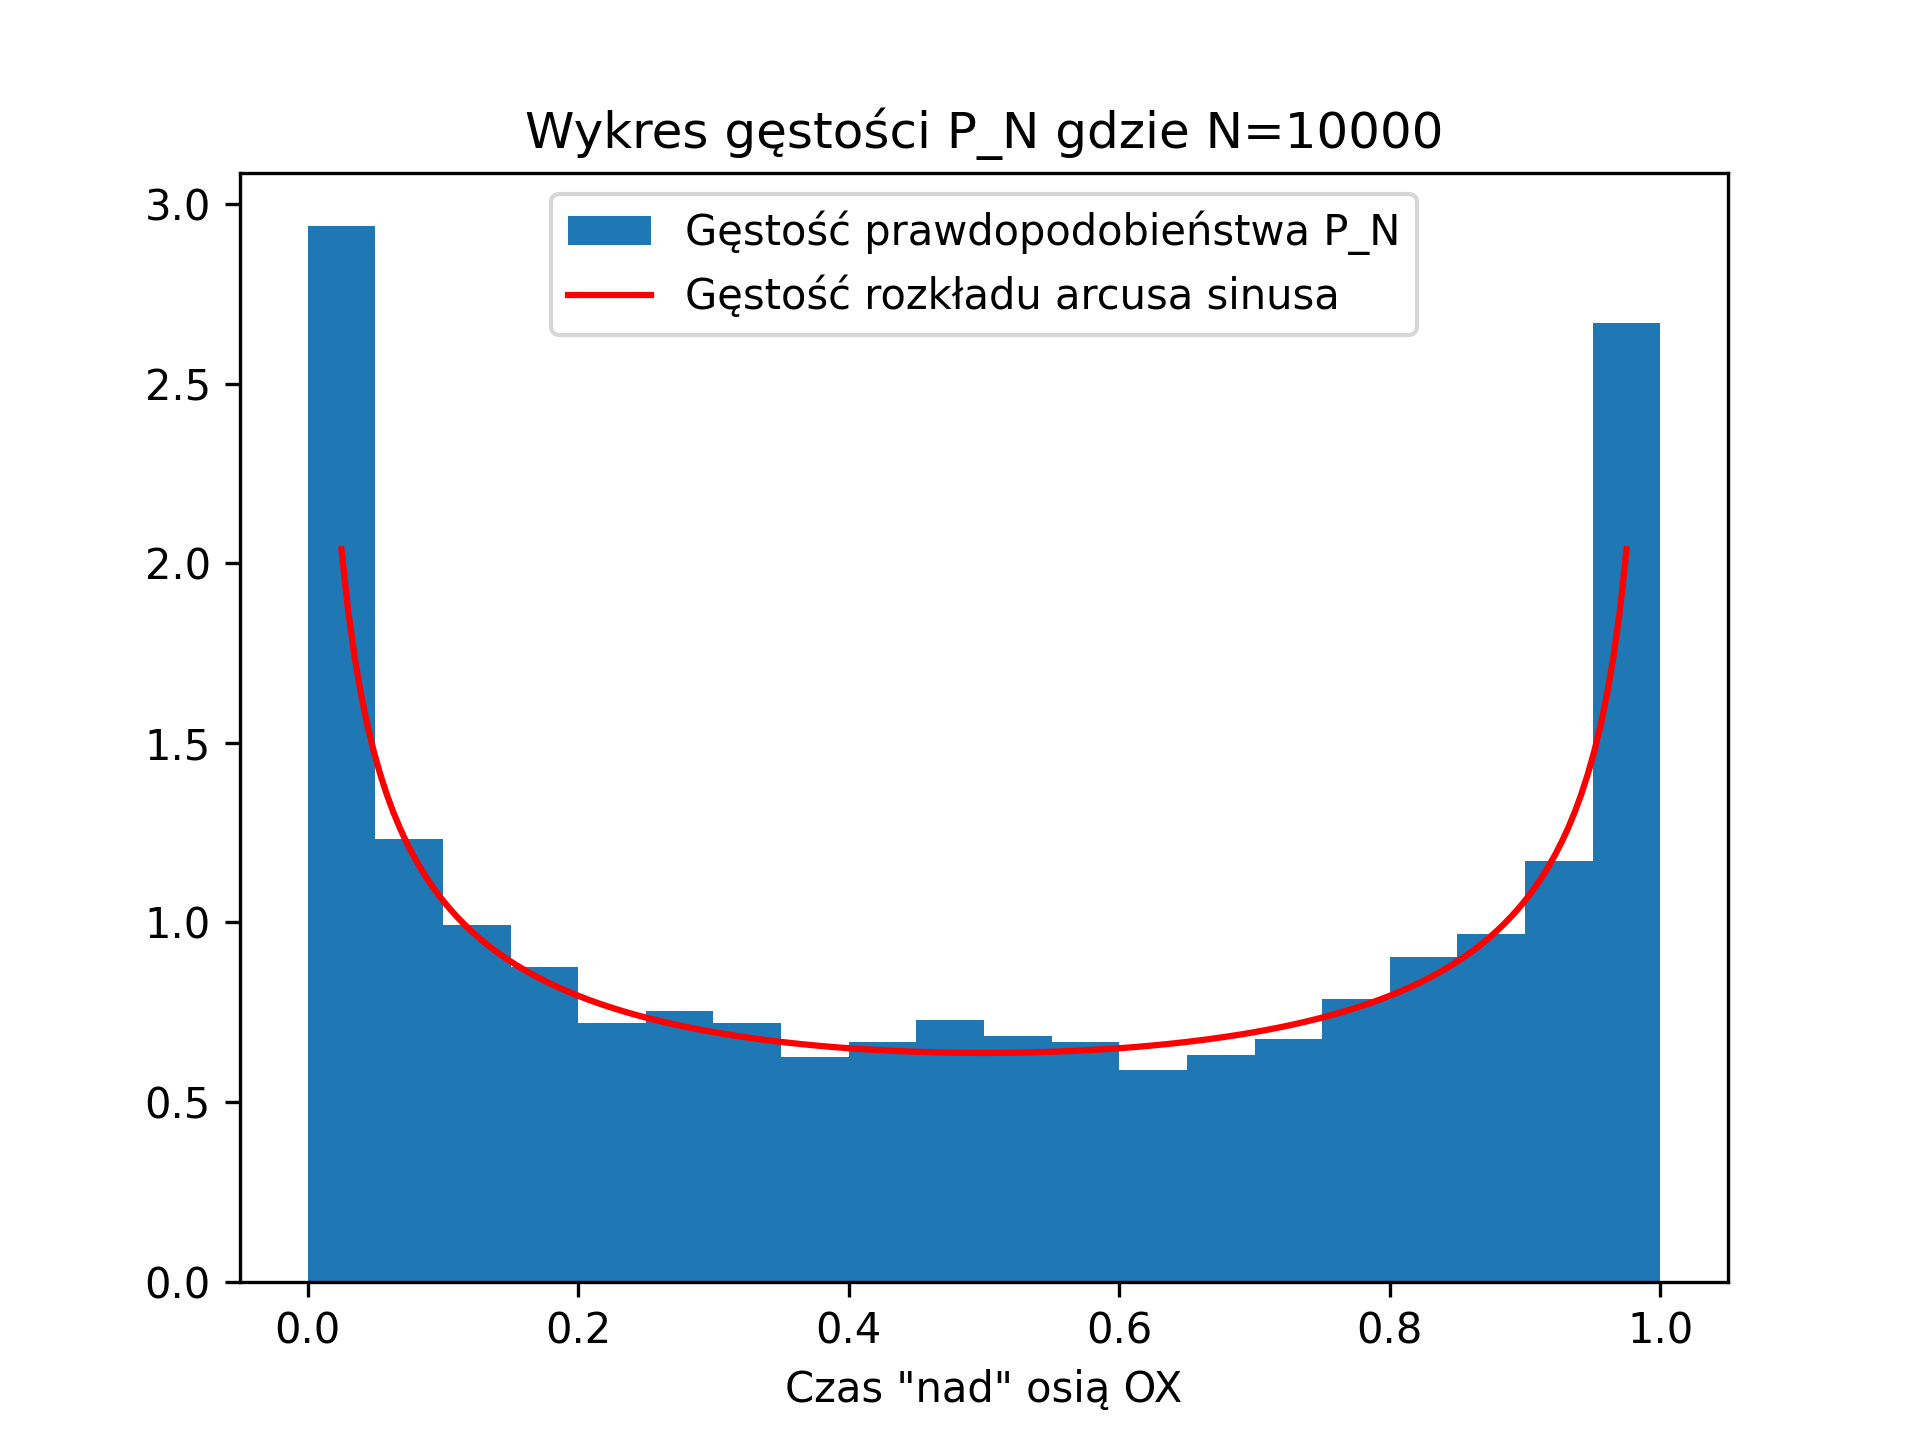 Wykres gęstości P_N gdzie N=10000
Gęstość prawdopodobieństwa P_N
Gęstość rozkładu arcusa sinusa
3.0
2.5
2.0
1.5
1.0
0.5
0.0
0.0 0.2 0.4 0.6 0.8 1.0
Czas "nad" osią OX